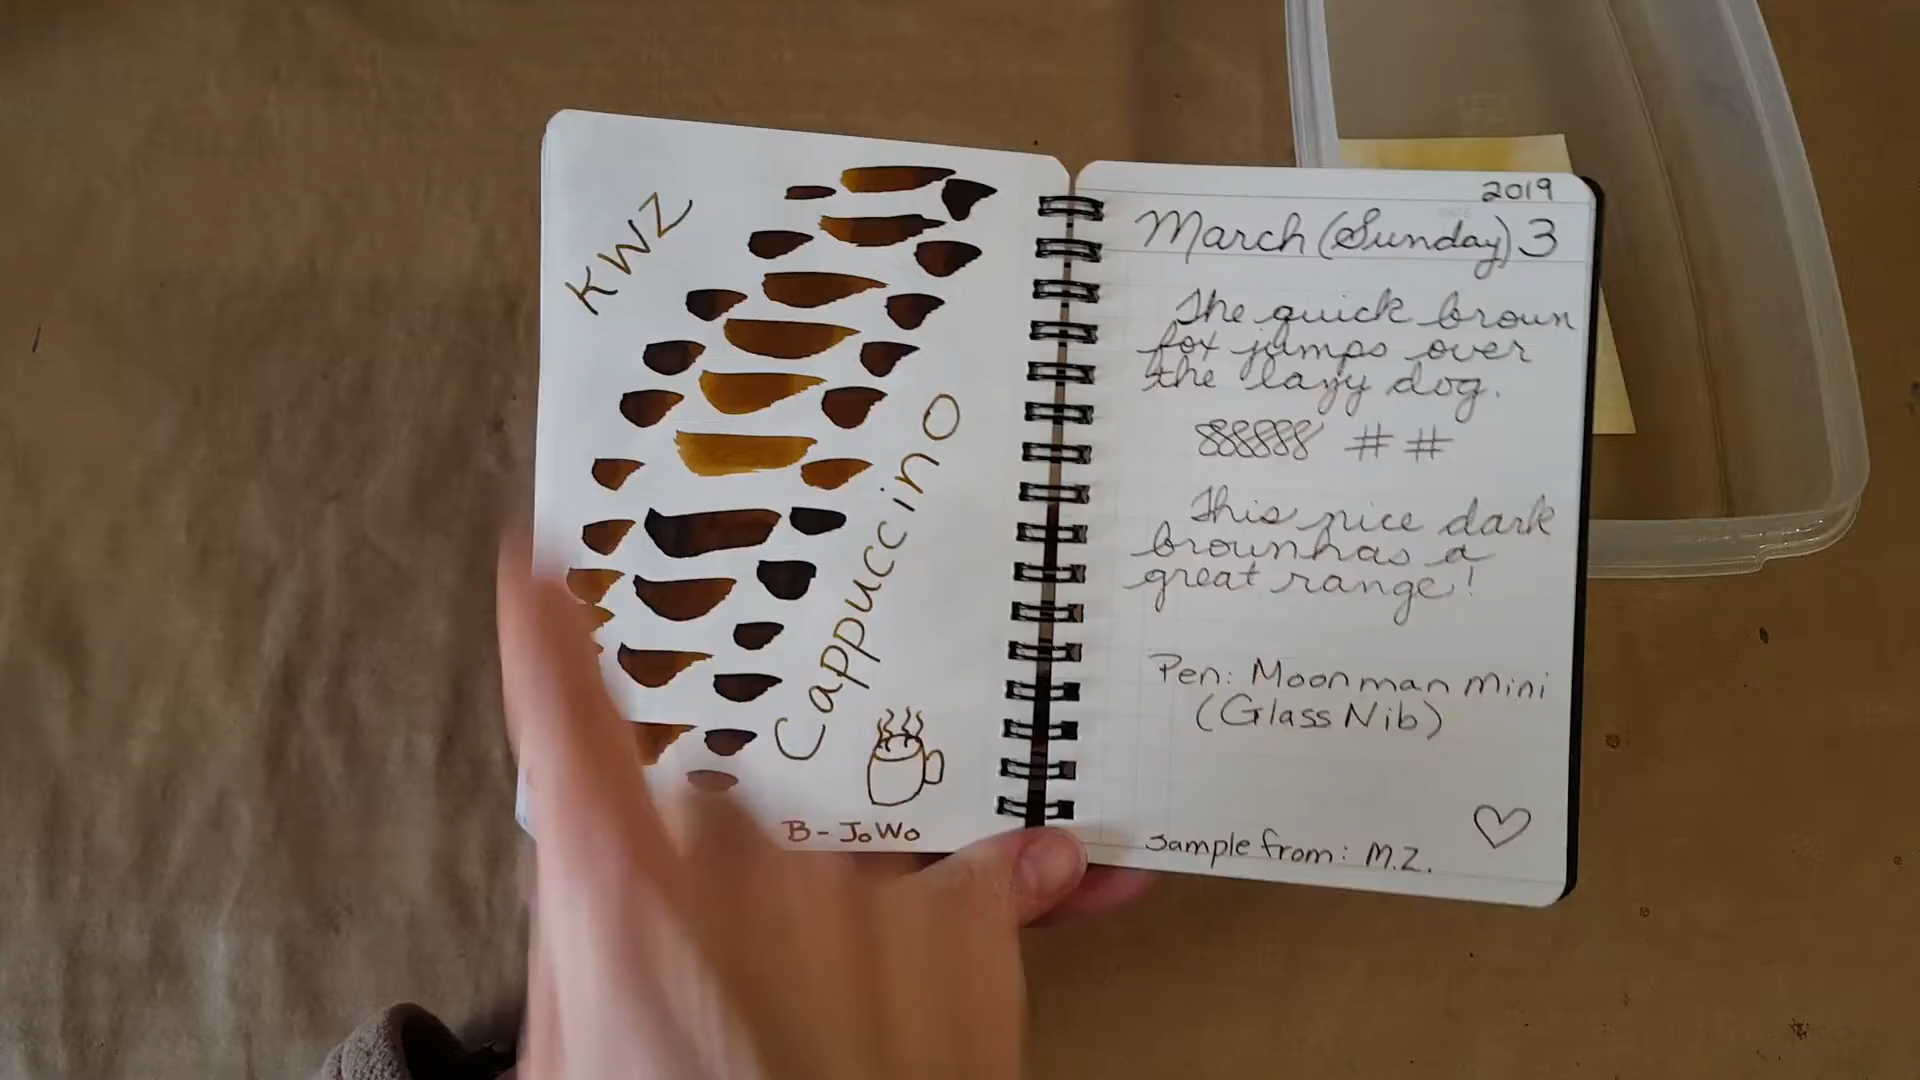 KWZ
Cappuccino
B-JoWo
2019
March (Sunday) 3
The quick brown
fox jumps over
the lazy dog.
888888 # #
This nice dark
brown has a
great range!
Pen: Moonman Mini
(Glass Nib)
Sample from: M.Z.